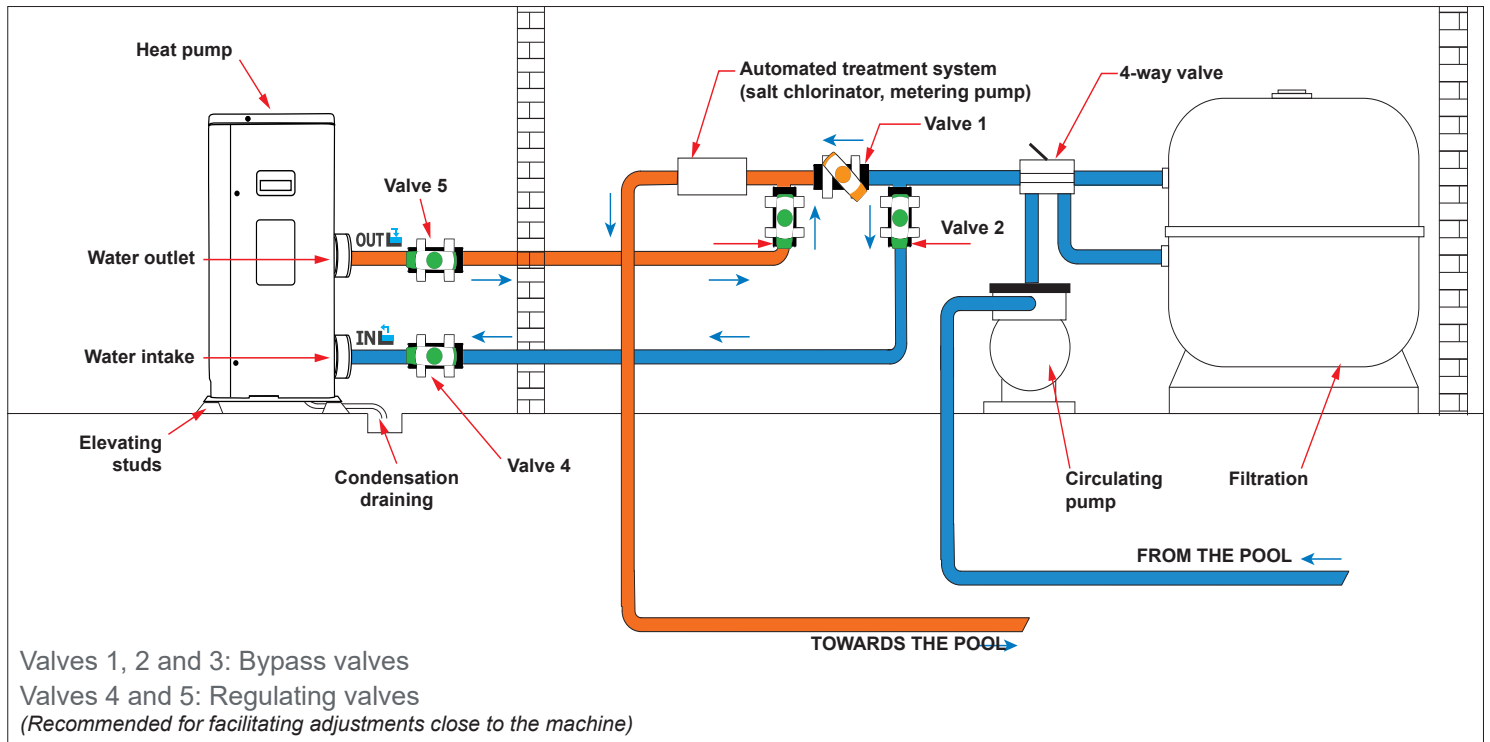 Heat pump
Automated treatment system
(salt chlorinator, metering pump)
4-way valve
Valve 1
Valve 5
OUT
Valve 2
Water outlet
IN
Water intake
Elevating
studs
Condensation
draining
Valve 4
Circulating
pump
Filtration
FROM THE POOL
TOWARDS THE POOL
Valves 1, 2 and 3: Bypass valves
Valves 4 and 5: Regulating valves
(Recommended for facilitating adjustments close to the machine)